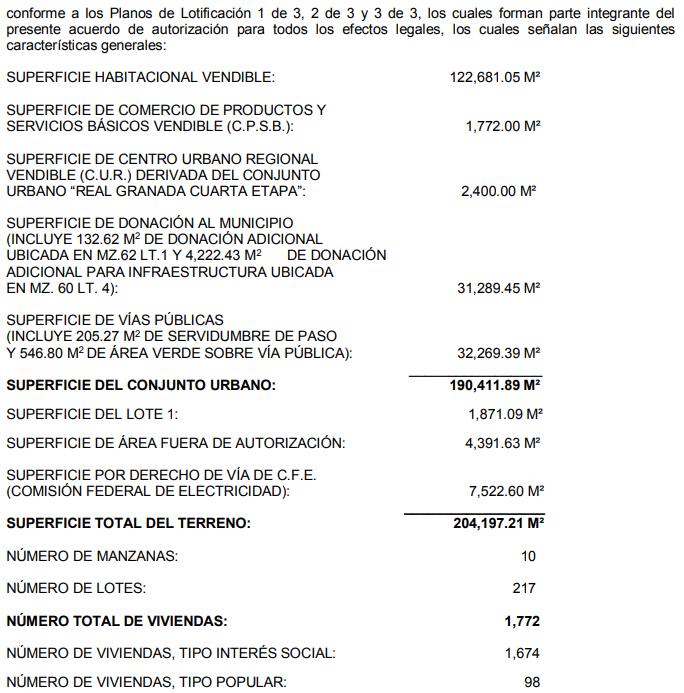 conforme a los Planos de Lotificación 1 de 3, 2 de 3 y 3 de 3, los cuales forman parte integrante del
presente acuerdo de autorización para todos los efectos legales, los cuales señalan las siguientes
características generales:
SUPERFICIE HABITACIONAL VENDIBLE: 122,681.05 M²
SUPERFICIE DE COMERCIO DE PRODUCTOS Y
SERVICIOS BÁSICOS VENDIBLE (C.P.S.B.): 1,772.00 M²
SUPERFICIE DE CENTRO URBANO REGIONAL
VENDIBLE (C.U.R.) DERIVADA DEL CONJUNTO
URBANO “REAL GRANADA CUARTA ETAPA”: 2,400.00 M²
SUPERFICIE DE DONACIÓN AL MUNICIPIO
(INCLUYE 132.62 M² DE DONACIÓN ADICIONAL
UBICADA EN MZ.62 LT.1 Y 4,222.43 M² DE DONACIÓN
ADICIONAL PARA INFRAESTRUCTURA UBICADA
EN MZ. 60 LT. 4): 31,289.45 M²
SUPERFICIE DE VÍAS PÚBLICAS
(INCLUYE 205.27 M² DE SERVIDUMBRE DE PASO
Y 546.80 M² DE ÁREA VERDE SOBRE VÍA PÚBLICA): 32,269.39 M²
SUPERFICIE DEL CONJUNTO URBANO: 190,411.89 M²
SUPERFICIE DEL LOTE 1: 1,871.09 M²
SUPERFICIE DE ÁREA FUERA DE AUTORIZACIÓN: 4,391.63 M²
SUPERFICIE POR DERECHO DE VÍA DE C.F.E.
(COMISIÓN FEDERAL DE ELECTRICIDAD): 7,522.60 M²
SUPERFICIE TOTAL DEL TERRENO: 204,197.21 M²
NÚMERO DE MANZANAS: 10
NÚMERO DE LOTES: 217
NÚMERO TOTAL DE VIVIENDAS: 1,772
NÚMERO DE VIVIENDAS, TIPO INTERÉS SOCIAL: 1,674
NÚMERO DE VIVIENDAS, TIPO POPULAR: 98